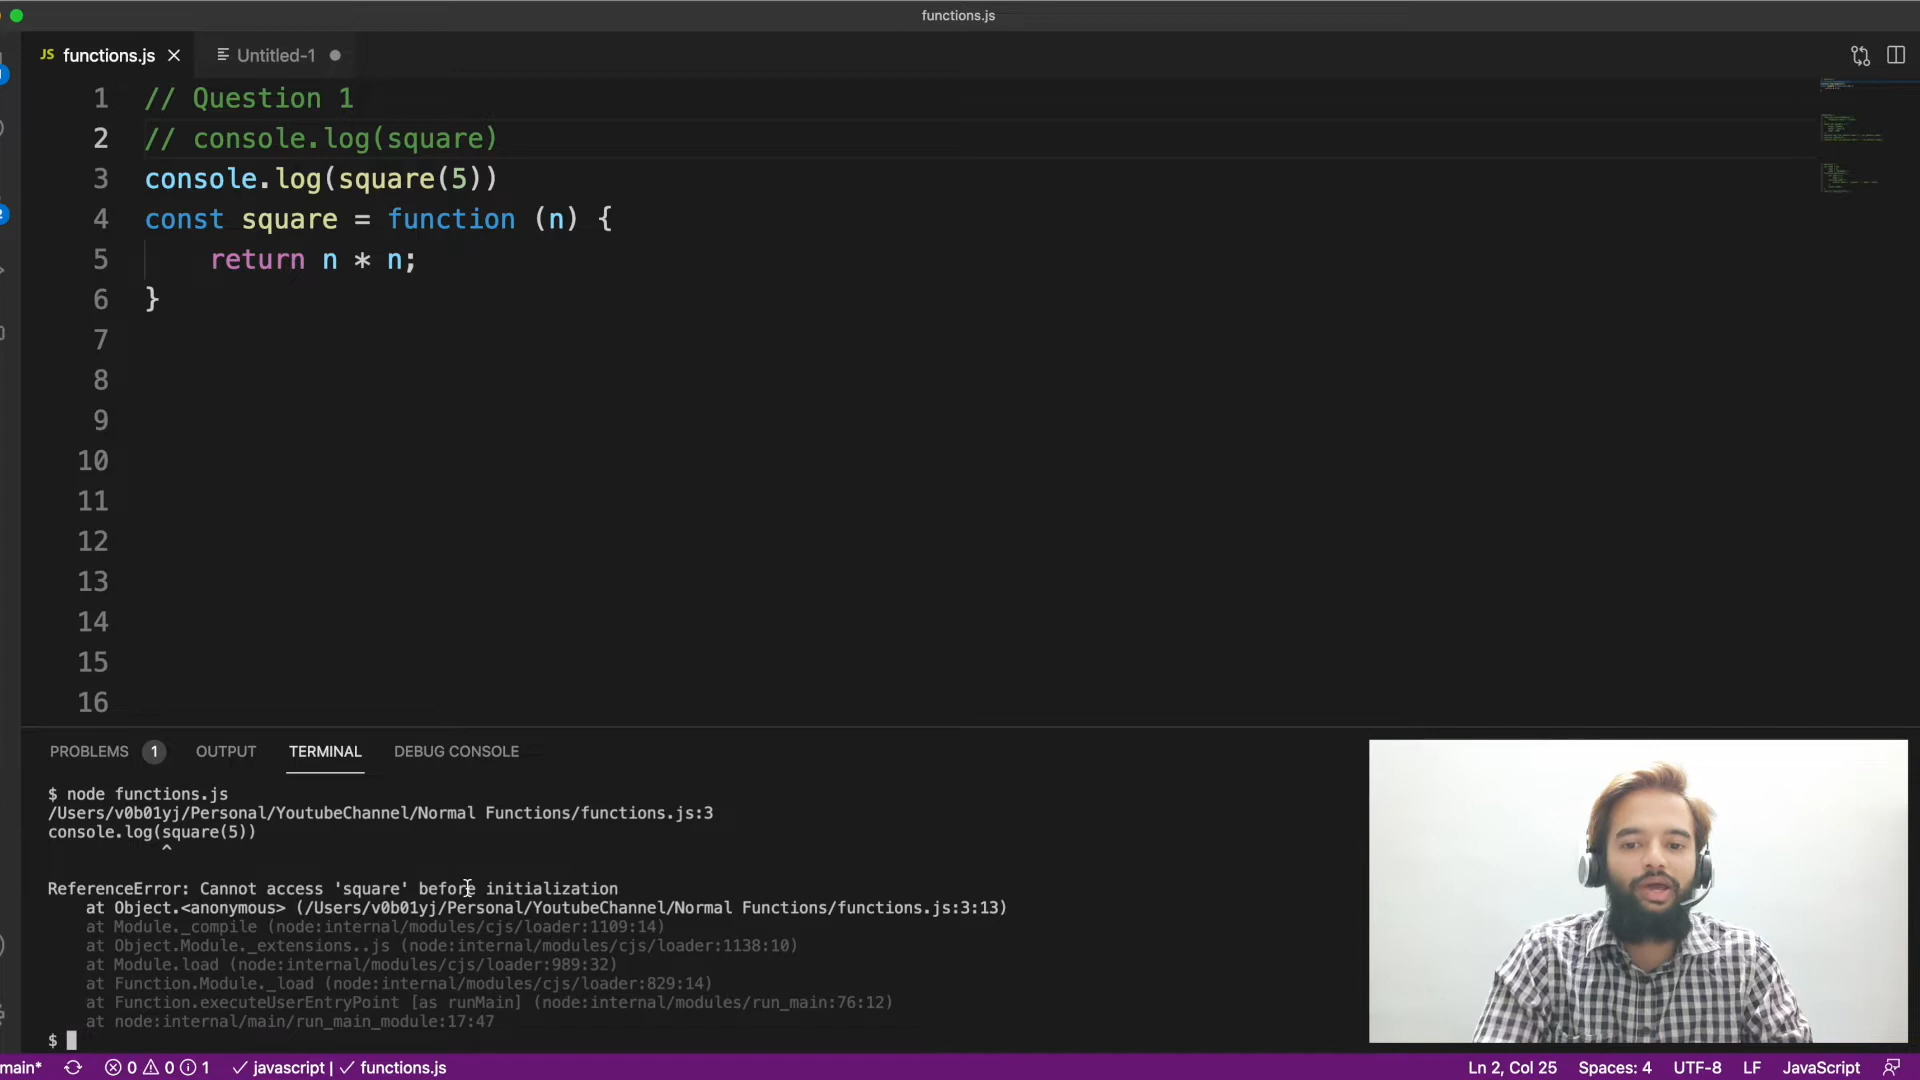 functions.js
JS functions.js
Untitled-1
1 // Question 1
2 // console.log(square)
3 console.log(square(5))
4 const square = function (n) {
5 return n * n;
6 }
7
8
9
10
11
12
13
14
15
16
PROBLEMS 1 OUTPUT TERMINAL DEBUG CONSOLE
$ node functions.js
/Users/v0b01yj/Personal/YoutubeChannel/Normal Functions/functions.js:3
console.log(square(5))
^
ReferenceError: Cannot access 'square' before initialization
at Object.<anonymous> (/Users/v0b01yj/Personal/YoutubeChannel/Normal Functions/functions.js:3:13)
at Module._compile (node:internal/modules/cjs/loader:1109:14)
at Object.Module._extensions..js (node:internal/modules/cjs/loader:1138:10)
at Module.load (node:internal/modules/cjs/loader:989:32)
at Function.Module._load (node:internal/modules/cjs/loader:829:14)
at Function.executeUserEntryPoint [as runMain] (node:internal/modules/run_main:76:12)
at node:internal/main/run_main_module:17:47
$
main* 0 0 1 javascript | functions.js Ln 2, Col 25 Spaces: 4 UTF-8 LF JavaScript